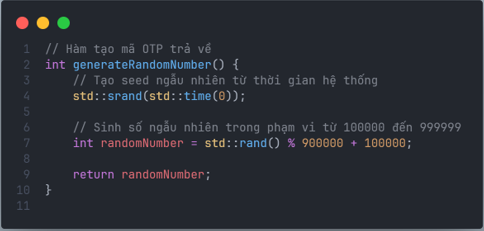 1 // Hàm tạo mã OTP trả về
2 int generateRandomNumber() {
3 // Tạo seed ngẫu nhiên từ thời gian hệ thống
4 std::srand(std::time(0));
5
6 // Sinh số ngẫu nhiên trong phạm vi từ 100000 đến 999999
7 int randomNumber = std::rand() % 900000 + 100000;
8
9 return randomNumber;
10 }
11